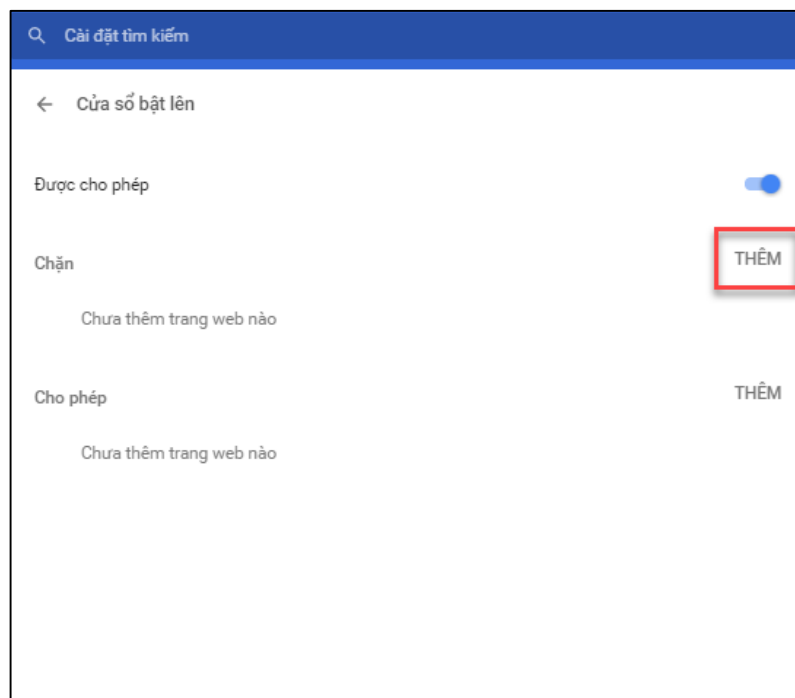 Cài đặt tìm kiếm
Cửa sổ bật lên
Được cho phép
Chặn
THÊM
Chưa thêm trang web nào
Cho phép
THÊM
Chưa thêm trang web nào